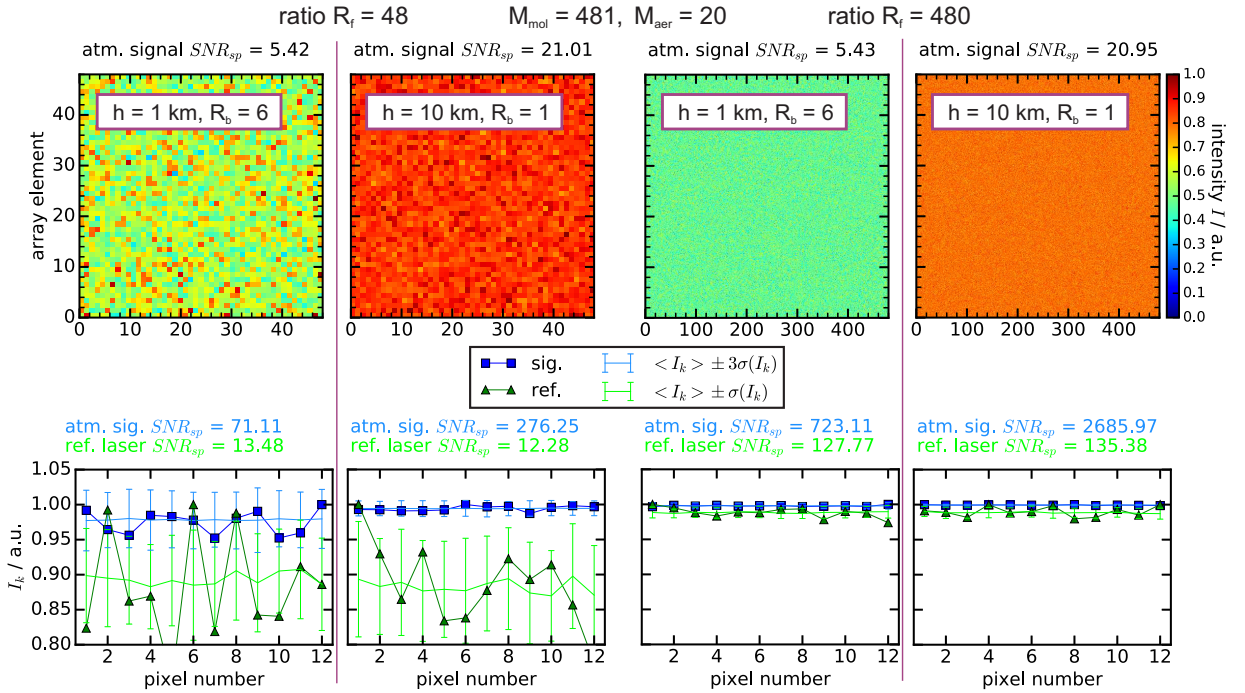 ratio R_f = 48 M_mol = 481, M_aer = 20 ratio R_f = 480
atm. signal SNR_sp = 5.42 atm. signal SNR_sp = 21.01 atm. signal SNR_sp = 5.43 atm. signal SNR_sp = 20.95
h = 1 km, R_b = 6 h = 10 km, R_b = 1 h = 1 km, R_b = 6 h = 10 km, R_b = 1
array element
40
30
20
10
0
0 10 20 30 40
0 10 20 30 40
0 100 200 300 400
0 100 200 300 400
1.0
0.9
0.8
0.7
0.6
0.5
0.4
0.3
0.2
0.1
0.0
intensity I / a.u.
sig. < I_k > ± 3σ(I_k)
ref. < I_k > ± σ(I_k)
atm. sig. SNR_sp = 71.11 atm. sig. SNR_sp = 276.25 atm. sig. SNR_sp = 723.11 atm. sig. SNR_sp = 2685.97
ref. laser SNR_sp = 13.48 ref. laser SNR_sp = 12.28 ref. laser SNR_sp = 127.77 ref. laser SNR_sp = 135.38
I_k / a.u.
1.05
1.00
0.95
0.90
0.85
0.80
2 4 6 8 10 12
2 4 6 8 10 12
2 4 6 8 10 12
2 4 6 8 10 12
pixel number pixel number pixel number pixel number